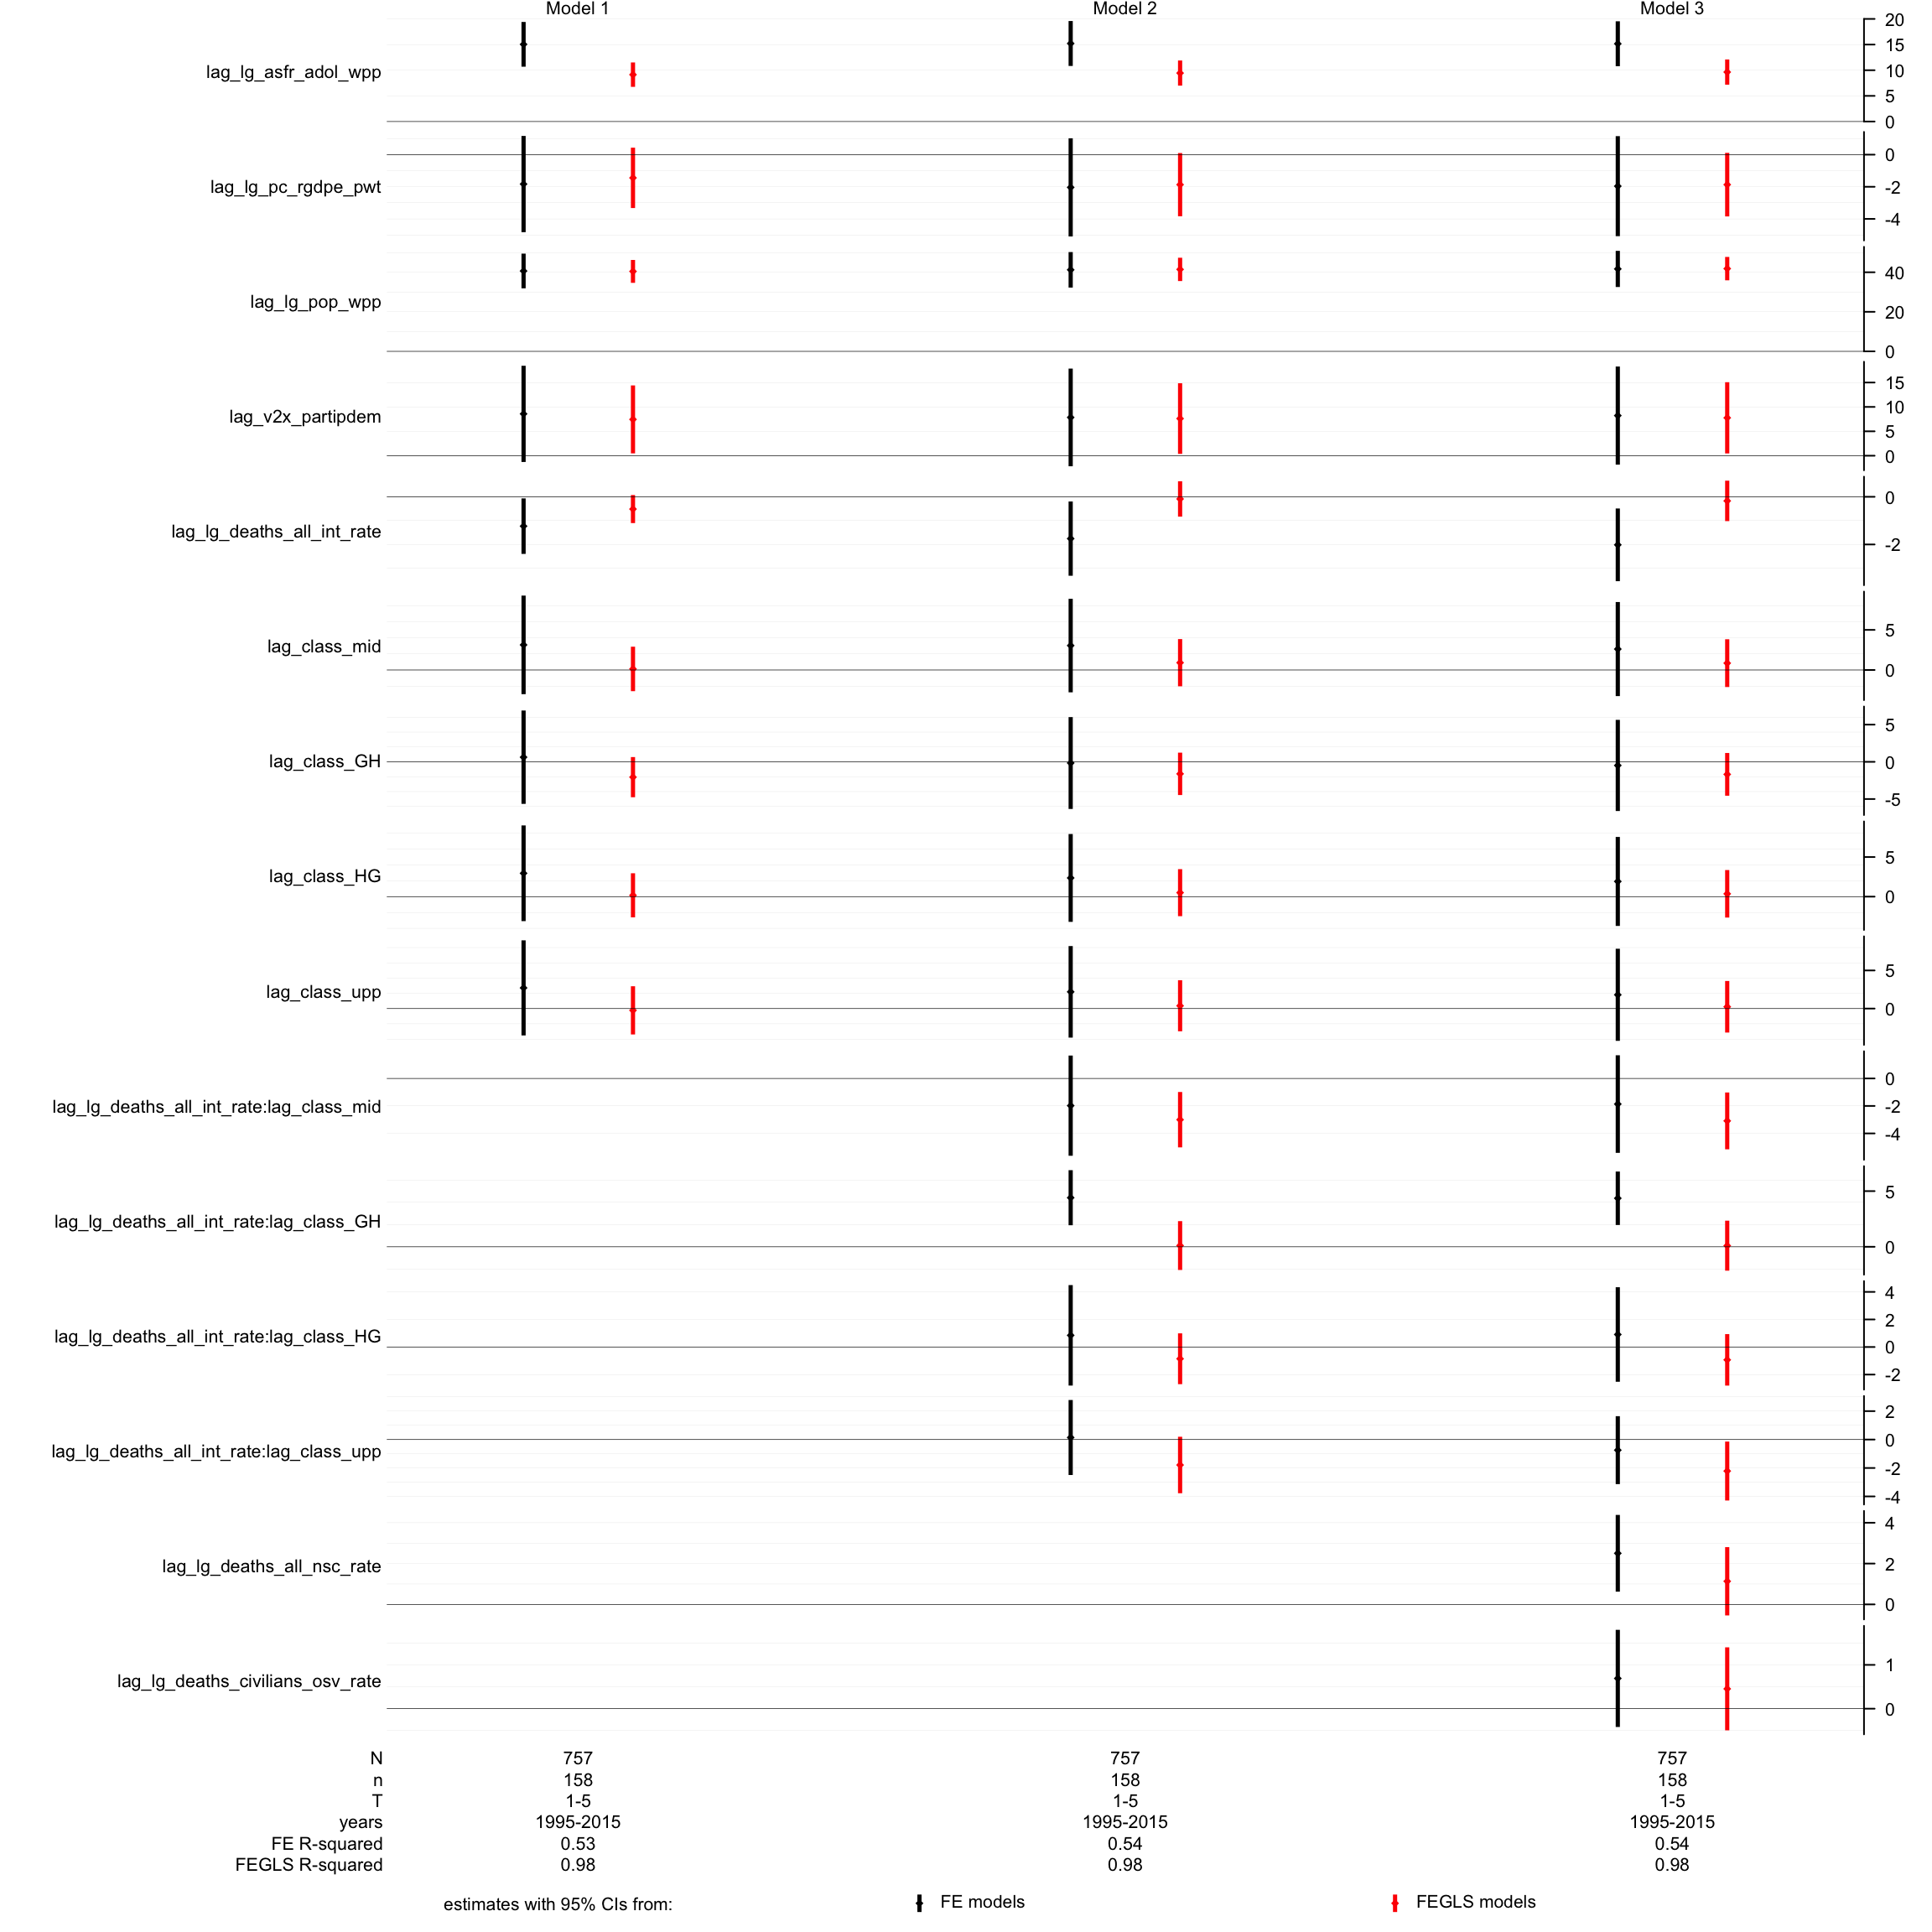 Model 1 Model 2 Model 3
20
15
lag_lg_asfr_adol_wpp 10
5
0
0
lag_lg_pc_rgdpe_pwt -2
-4
40
lag_lg_pop_wpp
20
0
15
lag_v2x_partipdem 10
5
0
0
lag_lg_deaths_all_int_rate
-2
5
lag_class_mid
0
5
lag_class_GH 0
-5
5
lag_class_HG
0
5
lag_class_upp
0
0
lag_lg_deaths_all_int_rate:lag_class_mid -2
-4
5
lag_lg_deaths_all_int_rate:lag_class_GH
0
4
2
lag_lg_deaths_all_int_rate:lag_class_HG
0
-2
2
0
lag_lg_deaths_all_int_rate:lag_class_upp
-2
-4
4
lag_lg_deaths_all_nsc_rate 2
0
1
lag_lg_deaths_civilians_osv_rate
0
N 757 757 757
n 158 158 158
T 1-5 1-5 1-5
years 1995-2015 1995-2015 1995-2015
FE R-squared 0.53 0.54 0.54
FEGLS R-squared 0.98 0.98 0.98
estimates with 95% CIs from: FE models FEGLS models